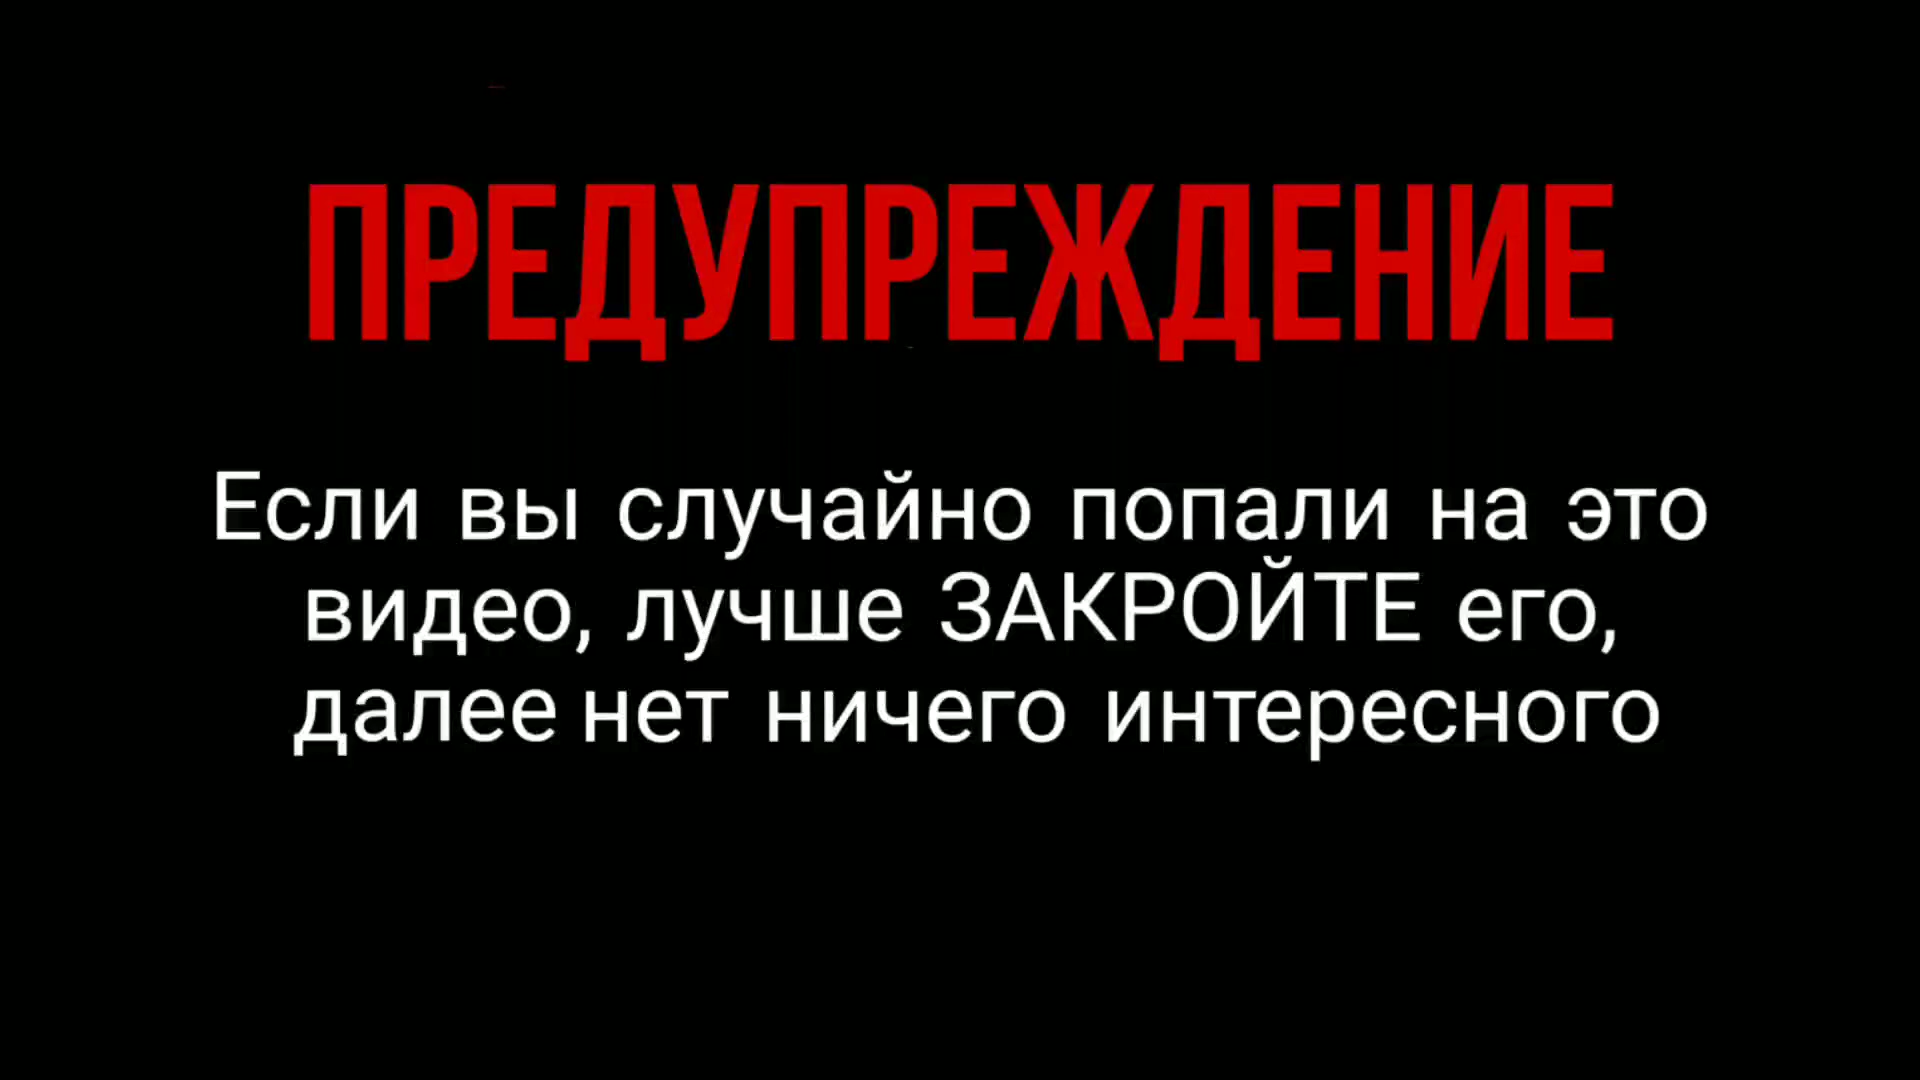 ПРЕДУПРЕЖДЕНИЕ
Если вы случайно попали на это
видео, лучше ЗАКРОЙТЕ его,
далее нет ничего интересного